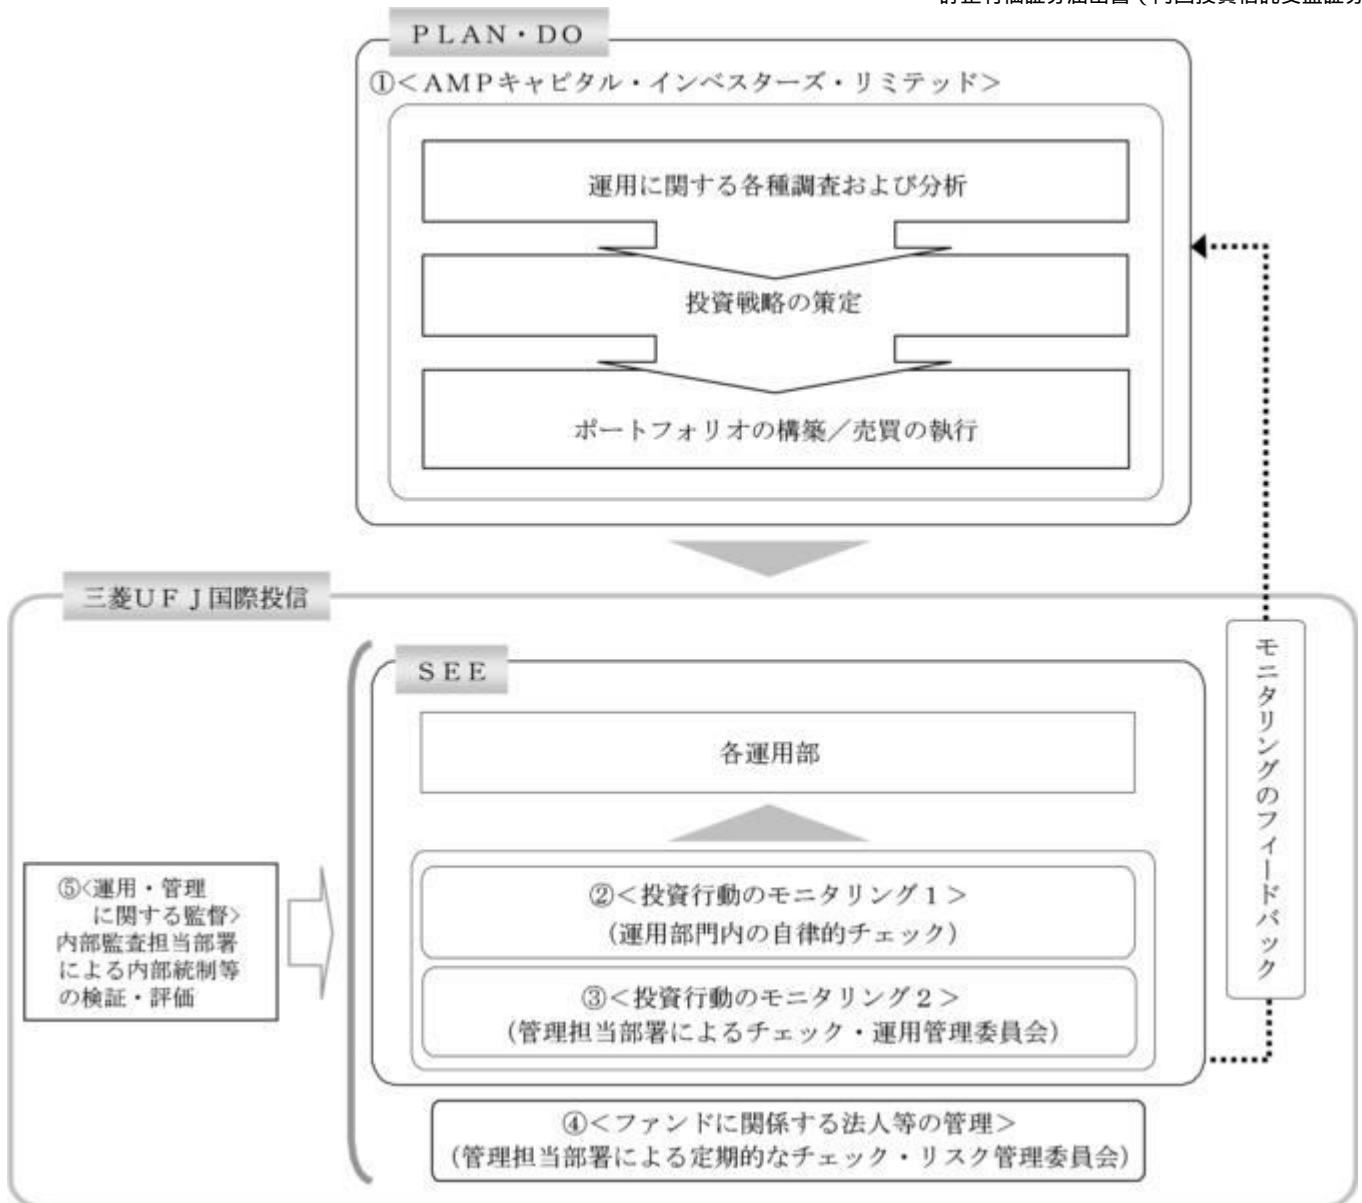 ＰＬＡＮ・ＤＯ
①＜ＡＭＰキャピタル・インベスターズ・リミテッド＞
運用に関する各種調査および分析
投資戦略の策定
ポートフォリオの構築／売買の執行
三菱ＵＦＪ国際投信
ＳＥＥ
各運用部
②＜投資行動のモニタリング１＞
（運用部門内の自律的チェック）
③＜投資行動のモニタリング２＞
（管理担当部署によるチェック・運用管理委員会）
④＜ファンドに関係する法人等の管理＞
（管理担当部署による定期的なチェック・リスク管理委員会）
⑤<運用・管理
に関する監督>
内部監査担当部署
による内部統制等
の検証・評価
モニタリングのフィードバック